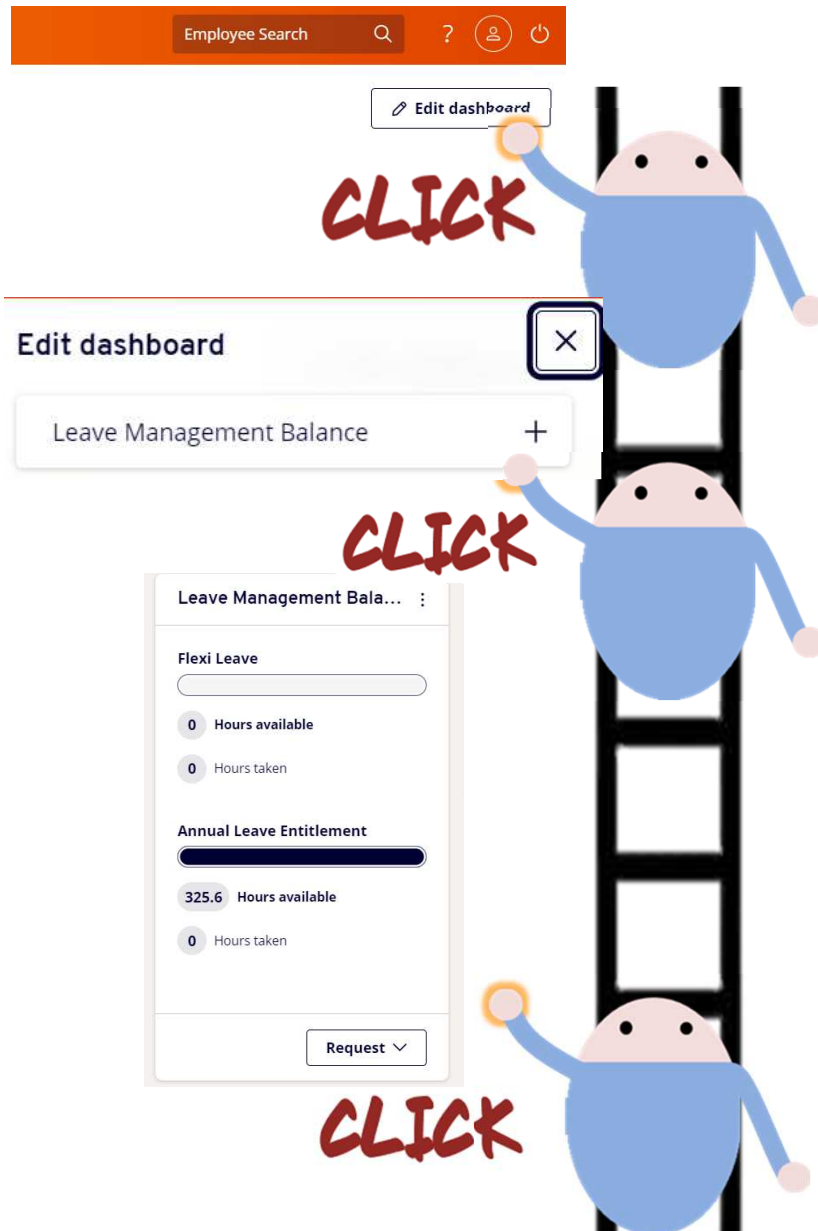 Employee Search
?
Edit dashboard
CLICK
Edit dashboard
Leave Management Balance
CLICK
Leave Management Bala...
Flexi Leave
0 Hours available
0 Hours taken
Annual Leave Entitlement
325.6 Hours available
0 Hours taken
Request
CLICK